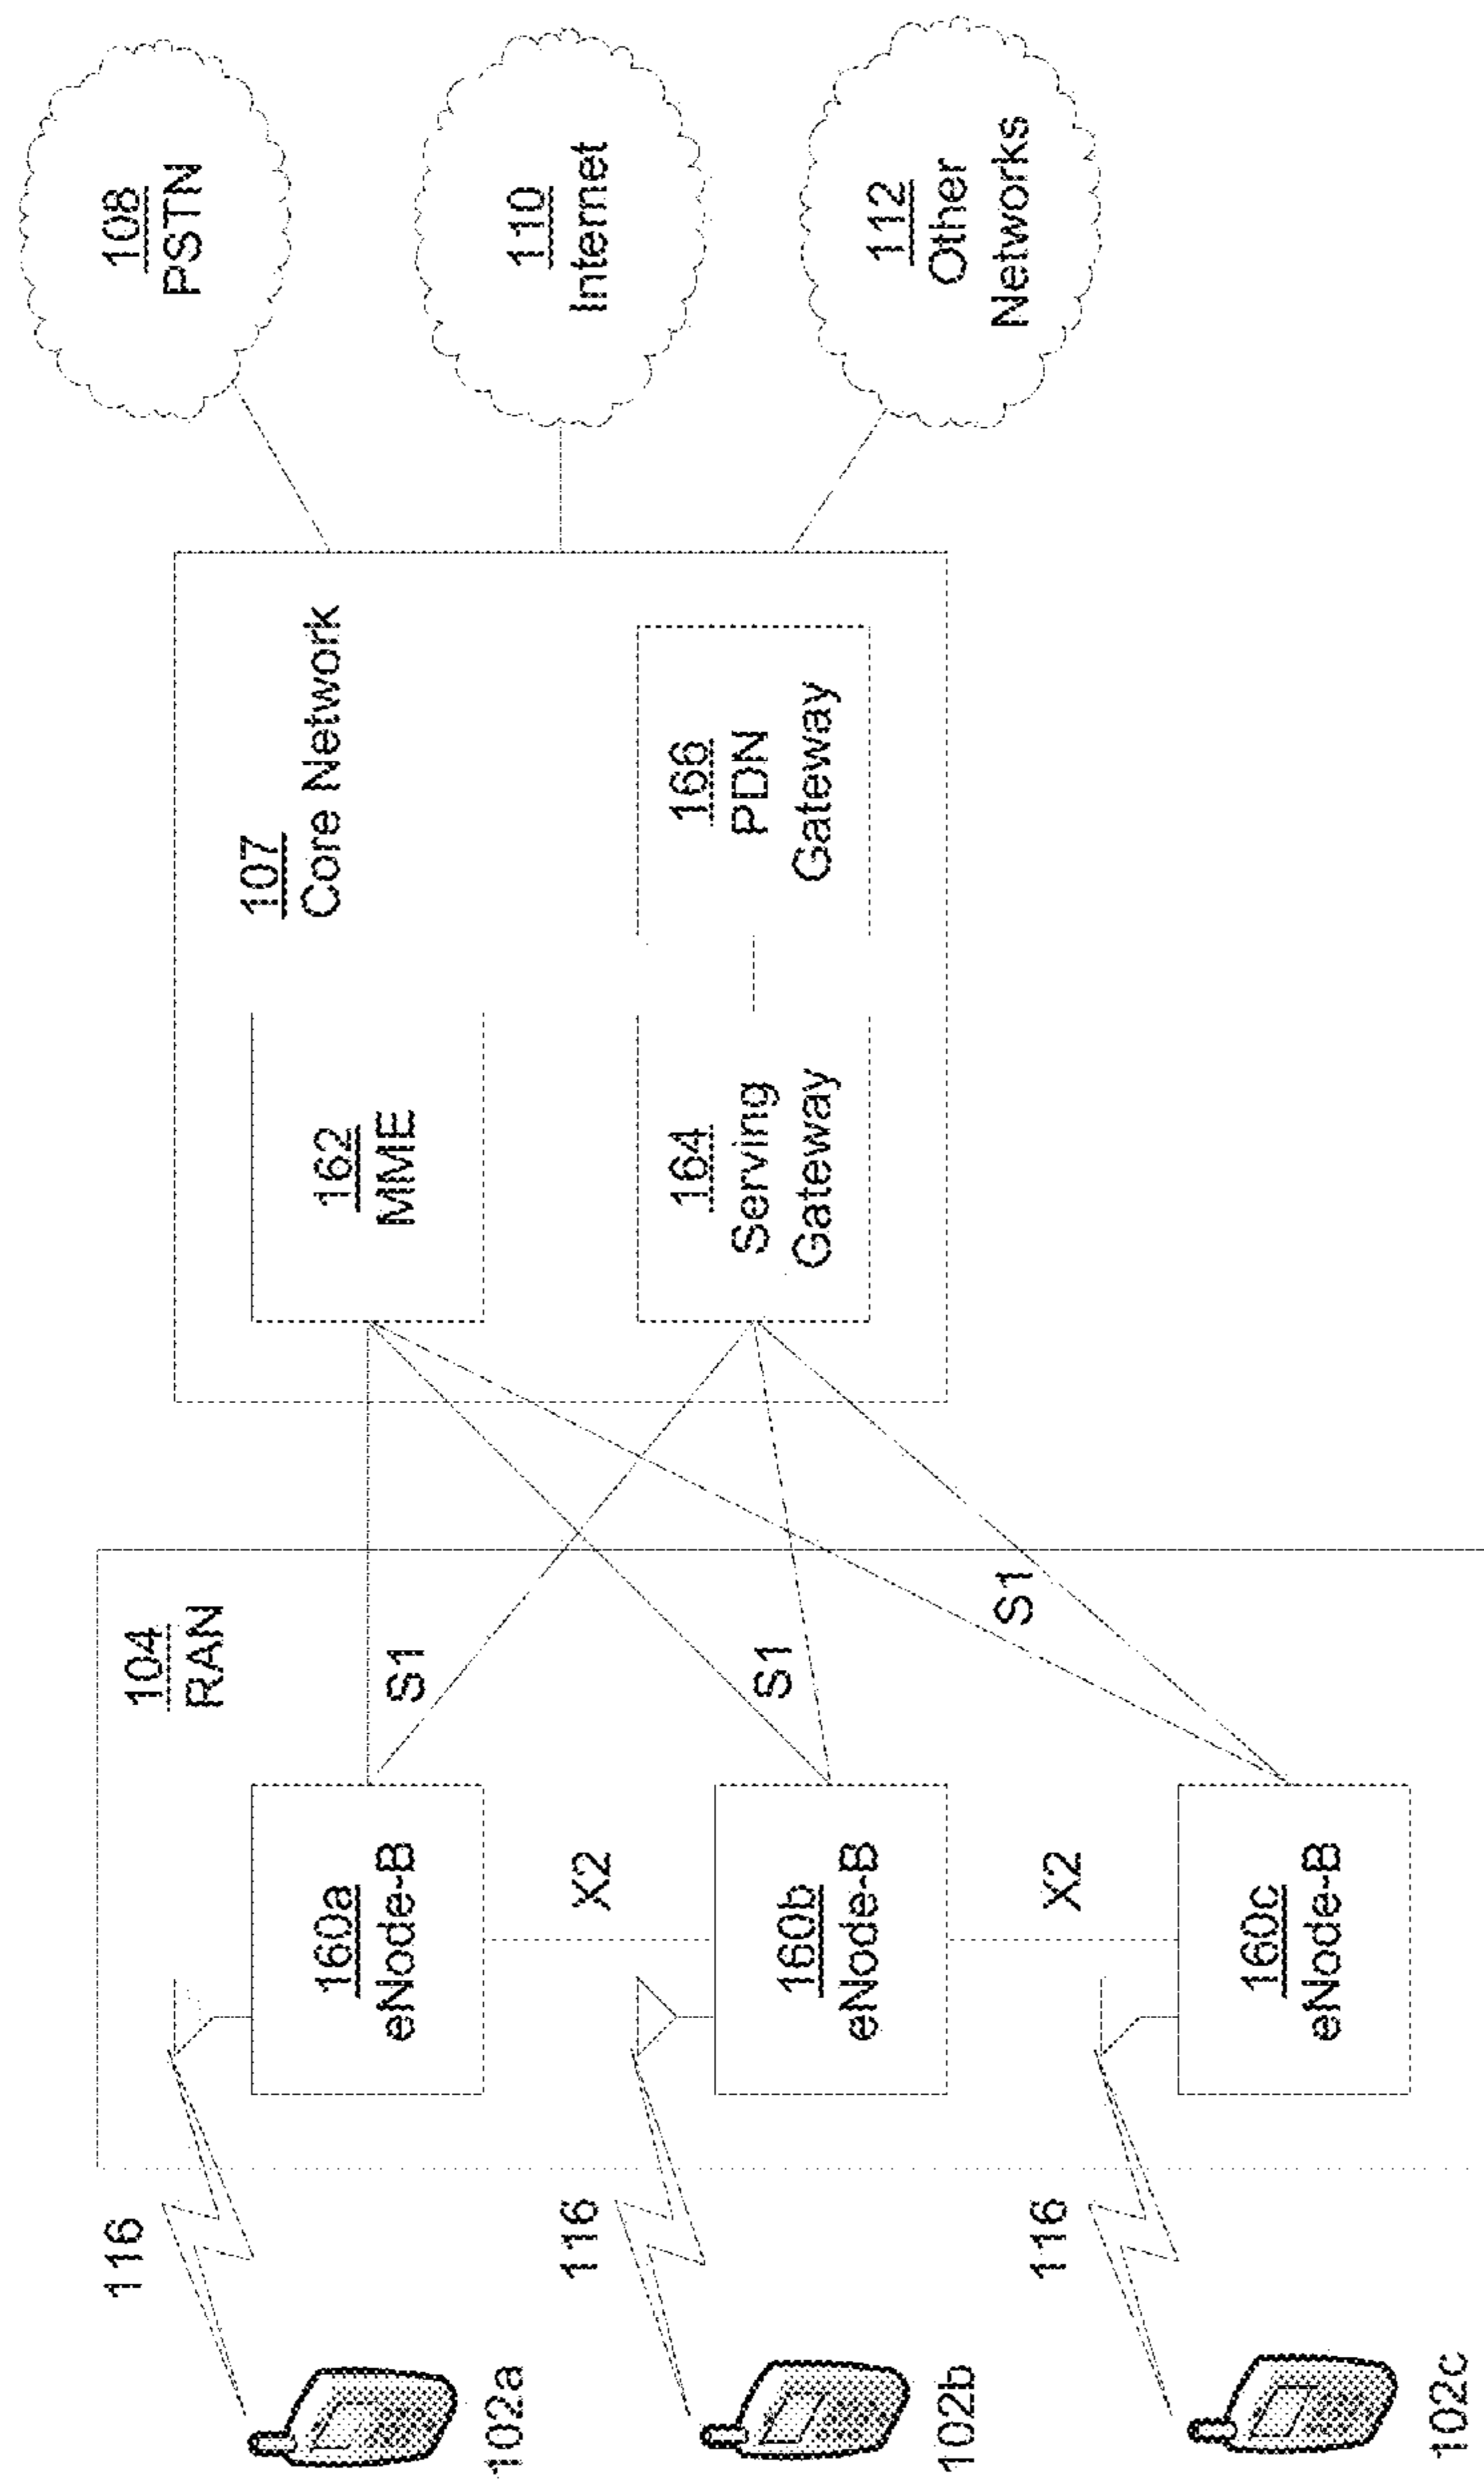 116
102a
116
102b
116
102c
104
RAN
160a
eNode-B
S1
X2
160b
eNode-B
S1
X2
160c
eNode-B
S1
107
Core Network
162
MME
164
Serving
Gateway
166
PDN
Gateway
108
PSTN
110
Internet
112
Other
Networks